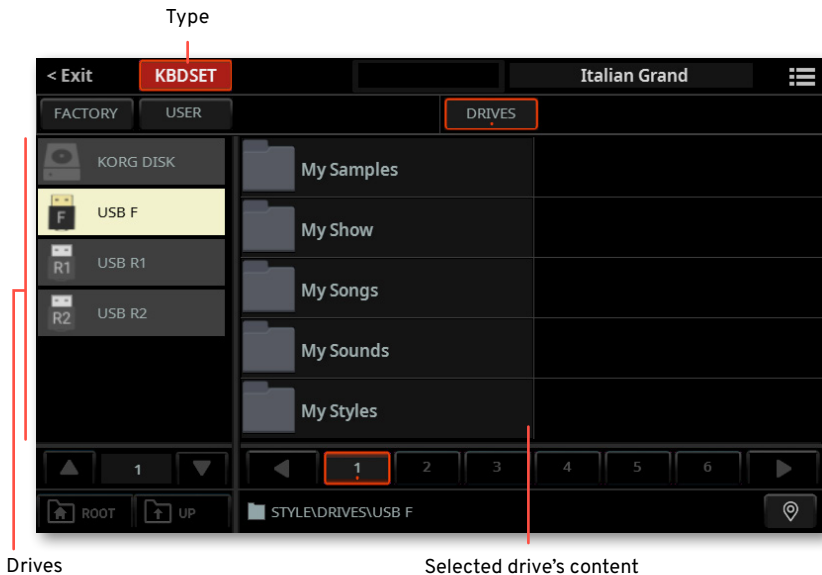 Type
< Exit
KBDSET
Italian Grand
FACTORY
USER
DRIVES
KORG DISK
F
USB F
R1
USB R1
R2
USB R2
My Samples
My Show
My Songs
My Sounds
My Styles
1
1 2 3 4 5 6
ROOT
UP
STYLE\DRIVES\USB F
Drives
Selected drive's content